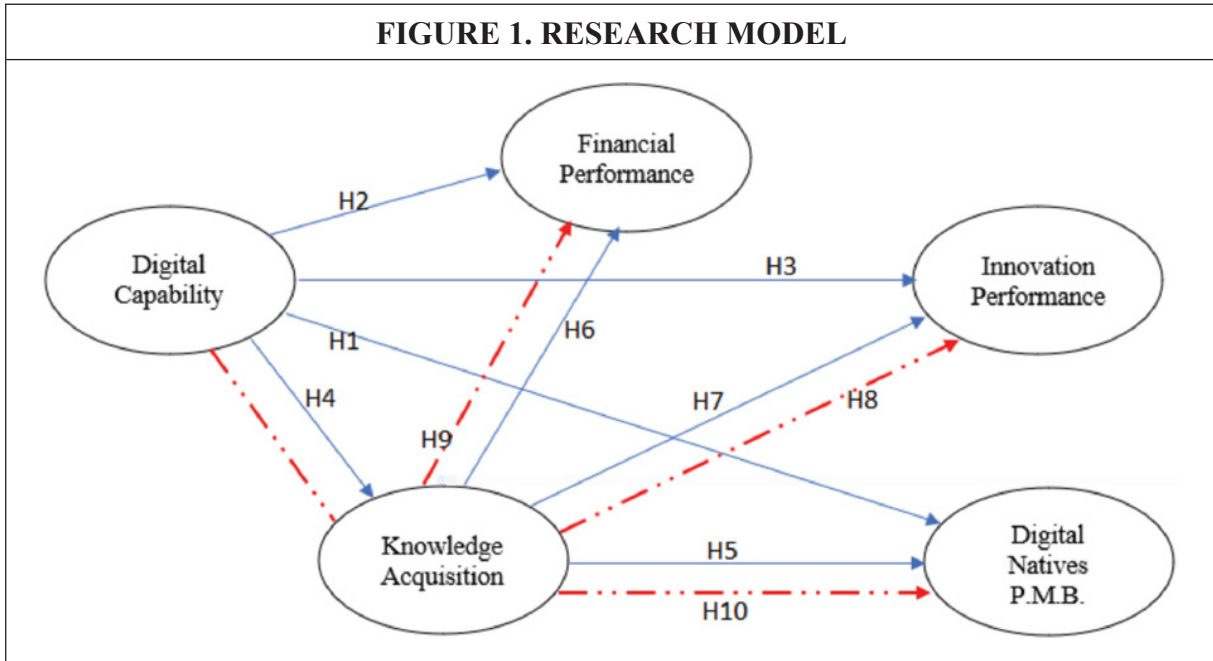 FIGURE 1. RESEARCH MODEL
Financial
Performance
H2
Digital
Capability
H3
Innovation
Performance
H1
H6
H4
H7
H8
H9
Knowledge
Acquisition
H5
H10
Digital
Natives
P.M.B.